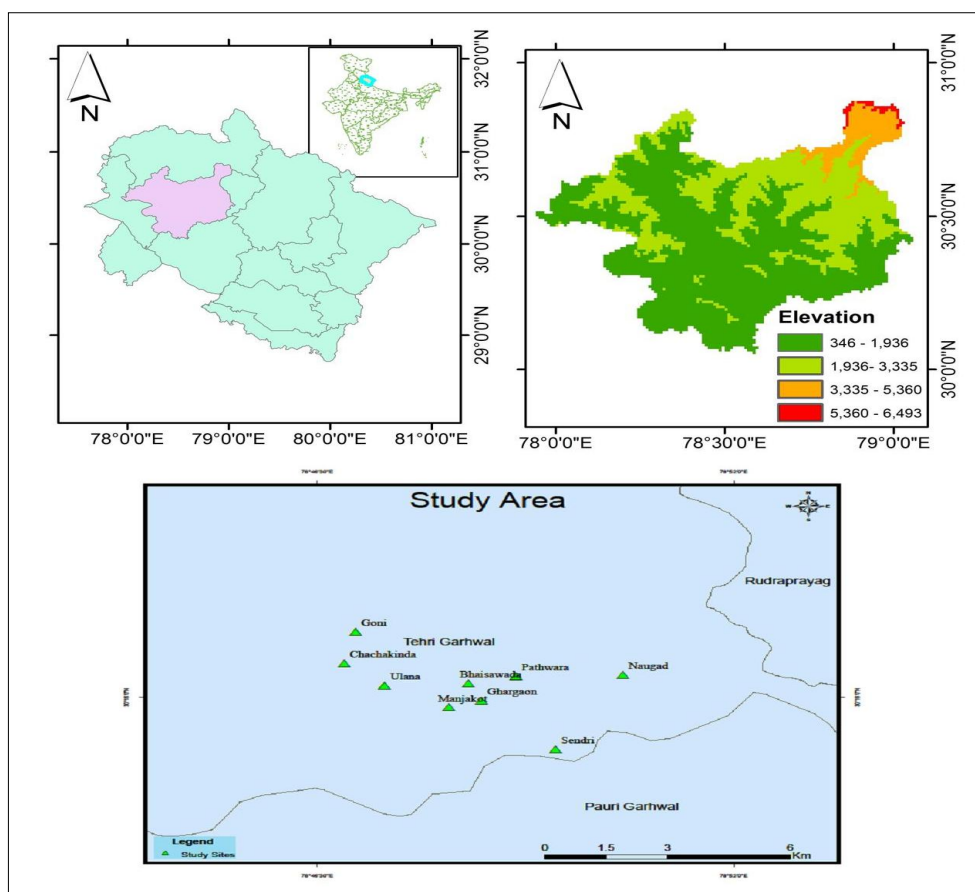 N
32°0'0"N
31°0'0"N
30°0'0"N
29°0'0"N
78°0'0"E 79°0'0"E 80°0'0"E 81°0'0"E
N
31°0'0"N
30°30'0"N
30°0'0"N
Elevation
346 - 1,936
1,936- 3,335
3,335 - 5,360
5,360 - 6,493
78°0'0"E 78°30'0"E 79°0'0"E
Study Area
N
W E
S
Rudraprayag
Goni
Tehri Garhwal
Chachakinda
Pathwara
Naugad
Bhaisawada
Ulana
Ghargaon
Manjakot
Sendri
Pauri Garhwal
Legend
Study Sites
0 1.5 3 6
Km